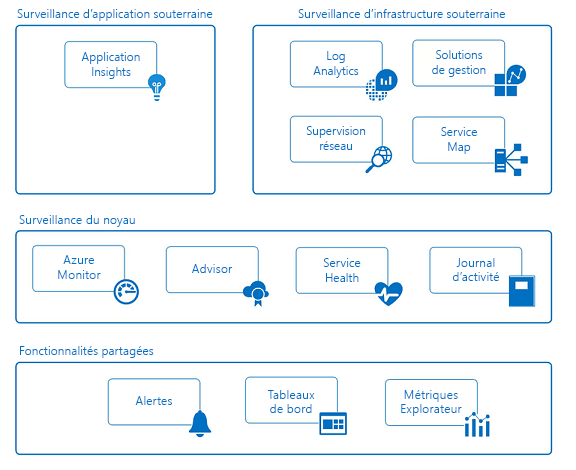 Surveillance d'application souterraine
Application
Insights
Surveillance d'infrastructure souterraine
Log
Analytics
Solutions
de gestion
Supervision
réseau
Service
Map
Surveillance du noyau
Azure
Monitor
Advisor
Service
Health
Journal
d'activité
Fonctionnalités partagées
Alertes
Tableaux
de bord
Métriques
Explorateur